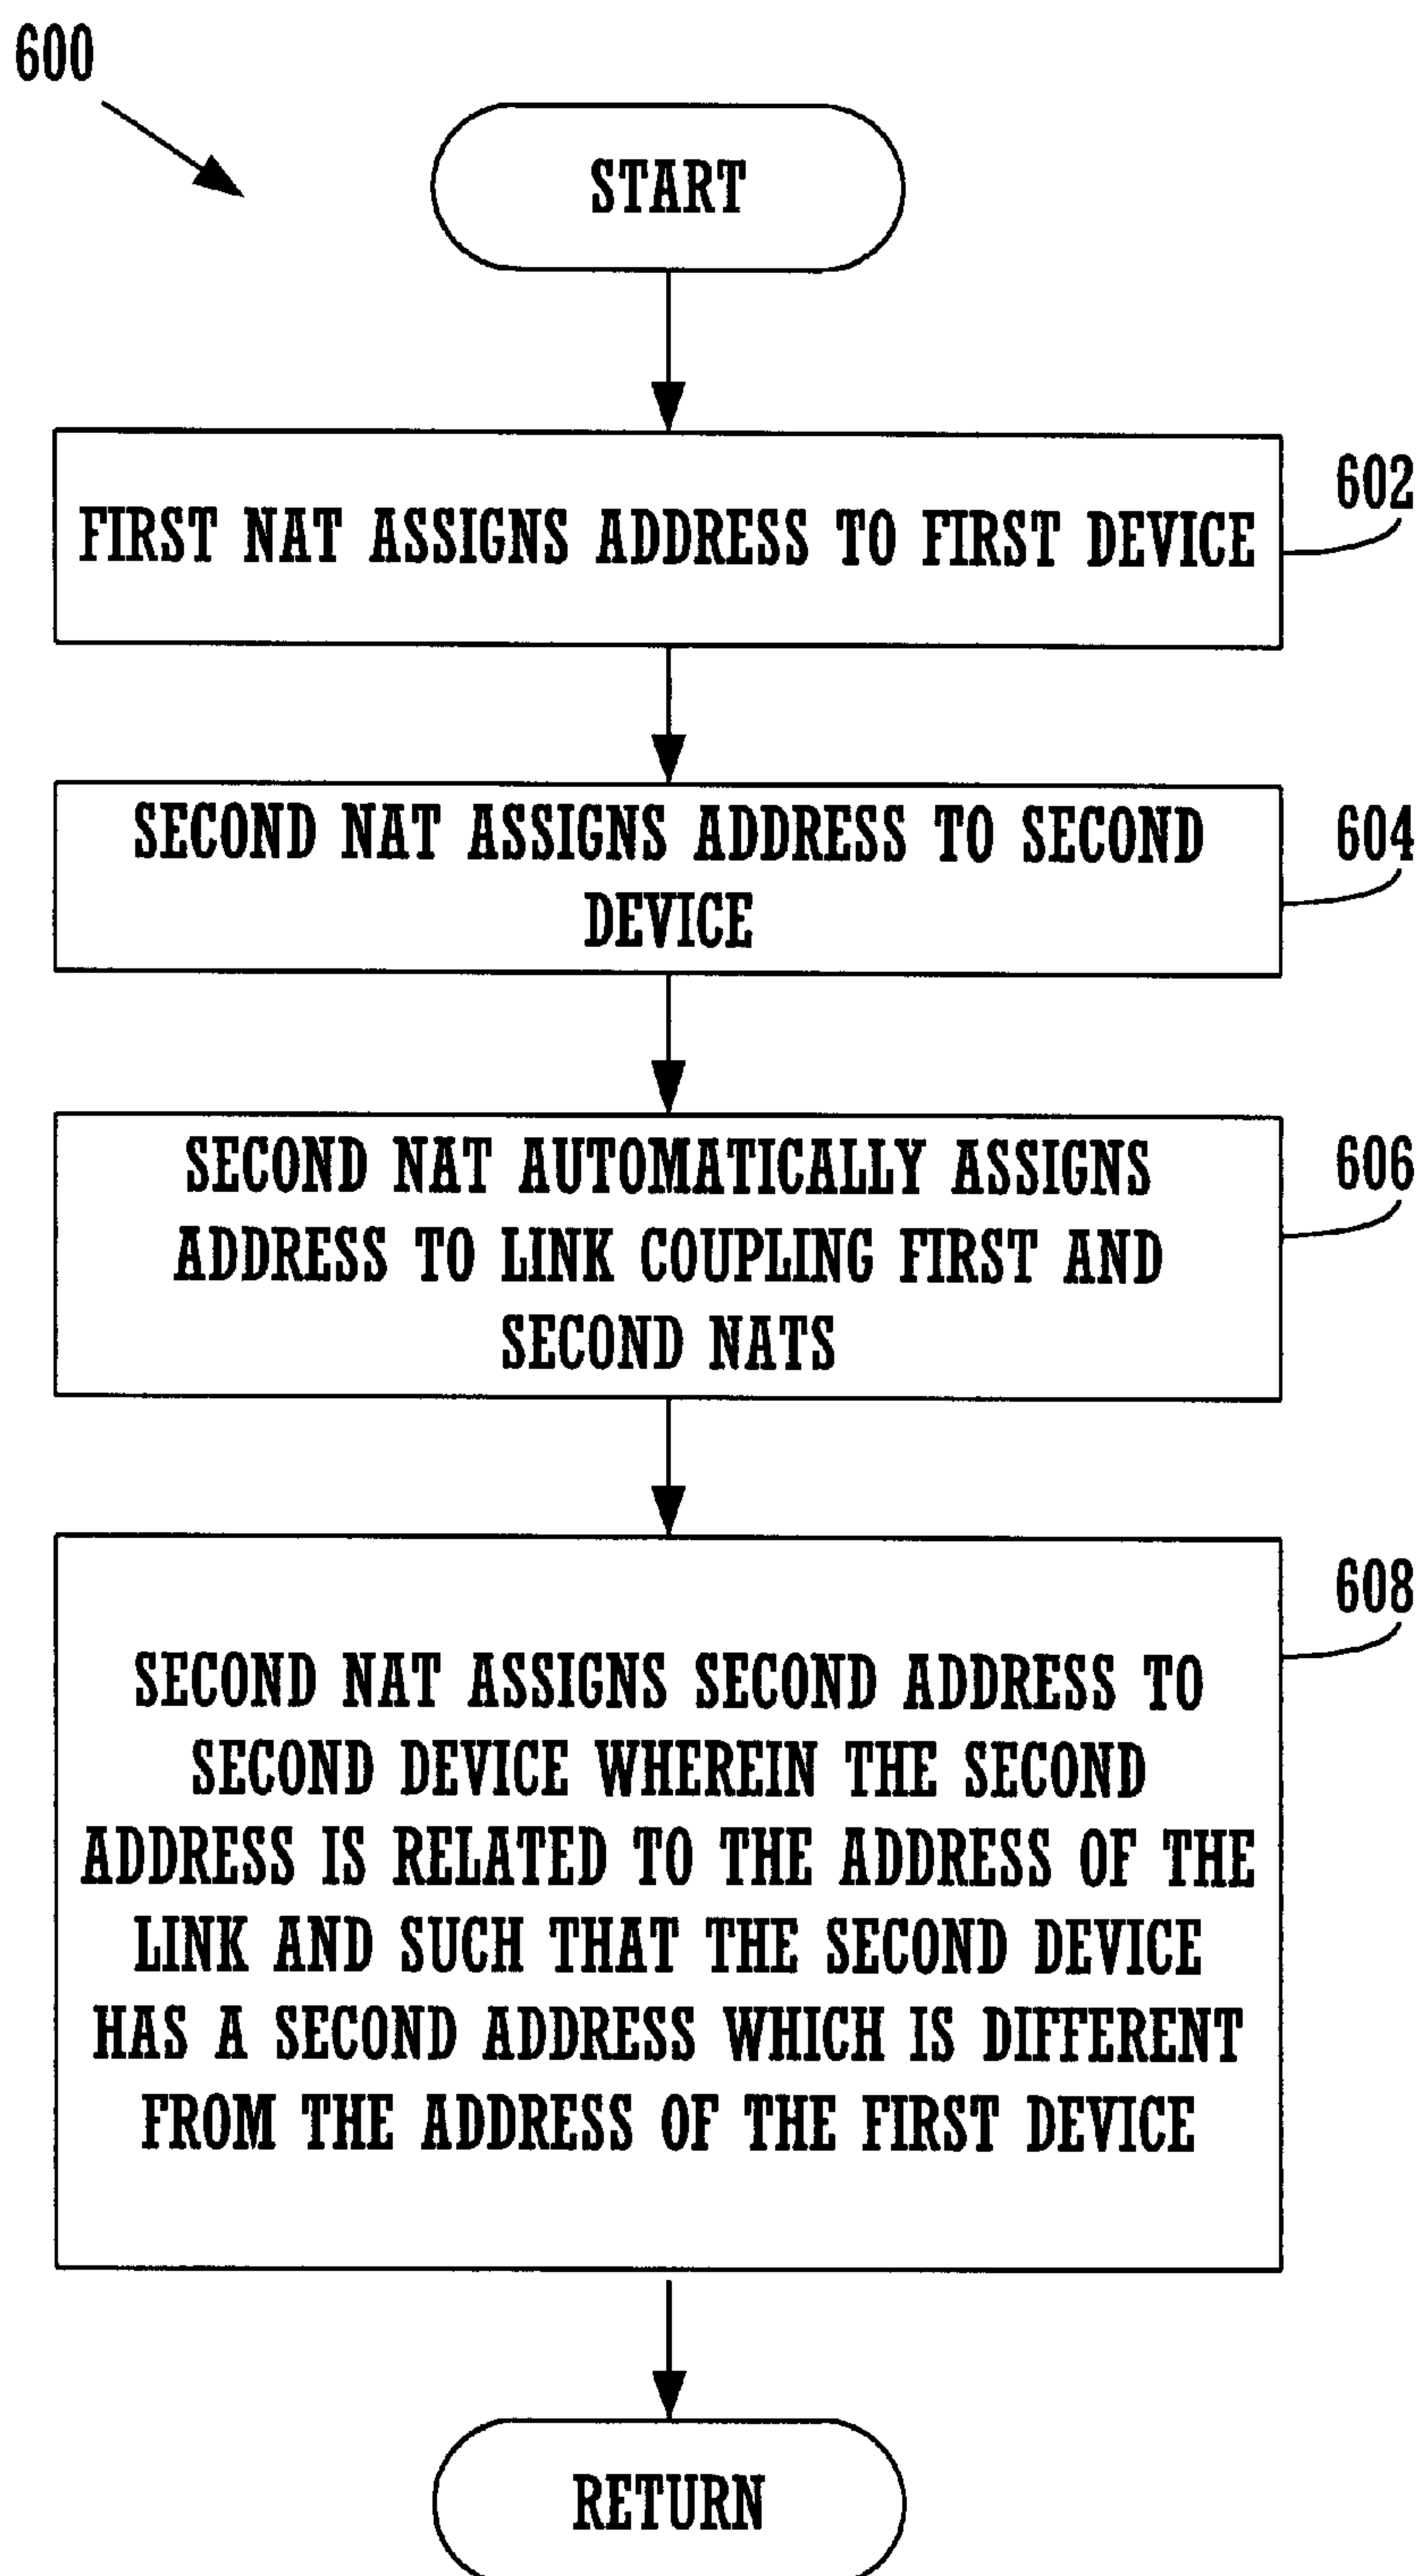 600
START
FIRST NAT ASSIGNS ADDRESS TO FIRST DEVICE
602
SECOND NAT ASSIGNS ADDRESS TO SECOND
DEVICE
604
SECOND NAT AUTOMATICALLY ASSIGNS
ADDRESS TO LINK COUPLING FIRST AND
SECOND NATS
606
SECOND NAT ASSIGNS SECOND ADDRESS TO
SECOND DEVICE WHEREIN THE SECOND
ADDRESS IS RELATED TO THE ADDRESS OF THE
LINK AND SUCH THAT THE SECOND DEVICE
HAS A SECOND ADDRESS WHICH IS DIFFERENT
FROM THE ADDRESS OF THE FIRST DEVICE
608
RETURN